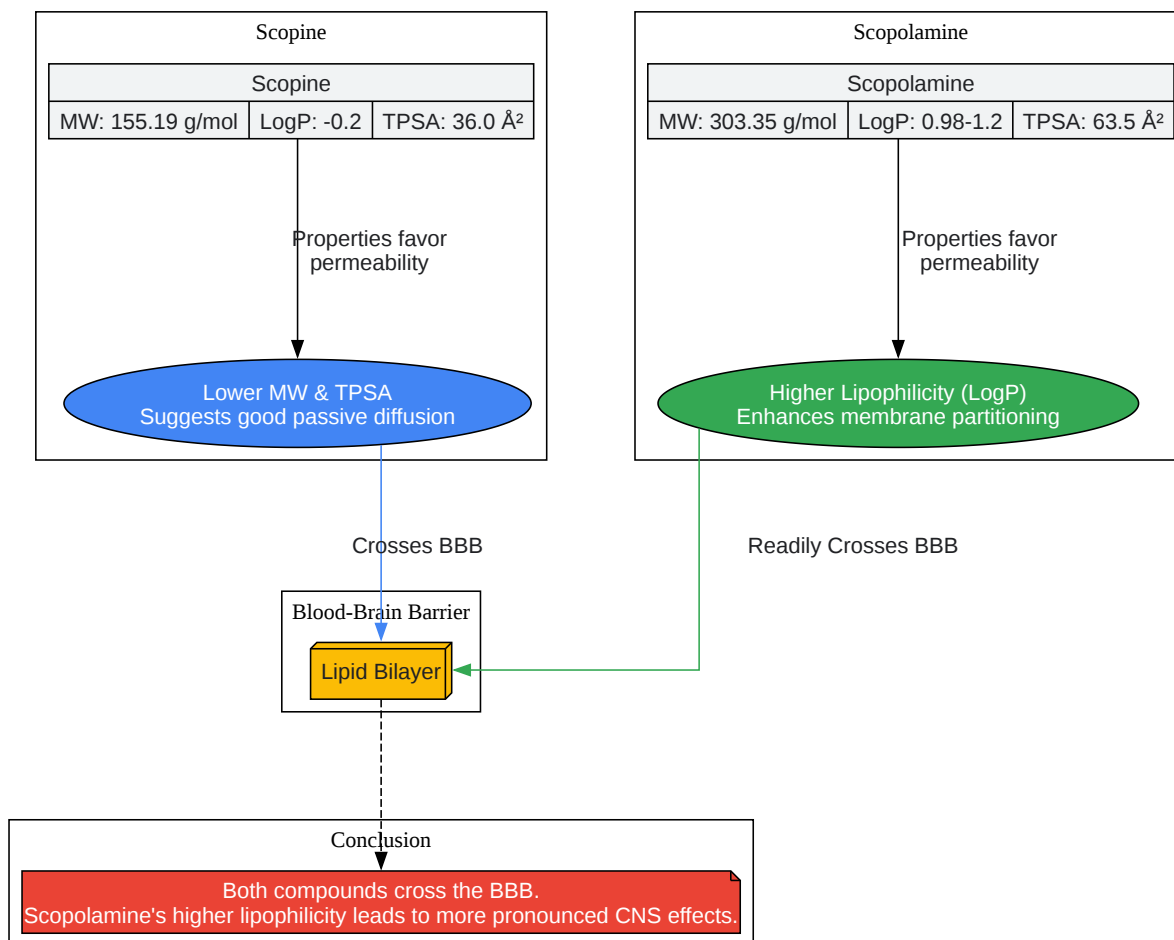 Scopine
Scopine
MW: 155.19 g/mol
LogP: -0.2
TPSA: 36.0 Å²
Properties favor
permeability
Lower MW & TPSA
Suggests good passive diffusion
Scopolamine
Scopolamine
MW: 303.35 g/mol
LogP: 0.98-1.2
TPSA: 63.5 Å²
Properties favor
permeability
Higher Lipophilicity (LogP)
Enhances membrane partitioning
Crosses BBB
Readily Crosses BBB
Blood-Brain Barrier
Lipid Bilayer
Conclusion
Both compounds cross the BBB.
Scopolamine's higher lipophilicity leads to more pronounced CNS effects.